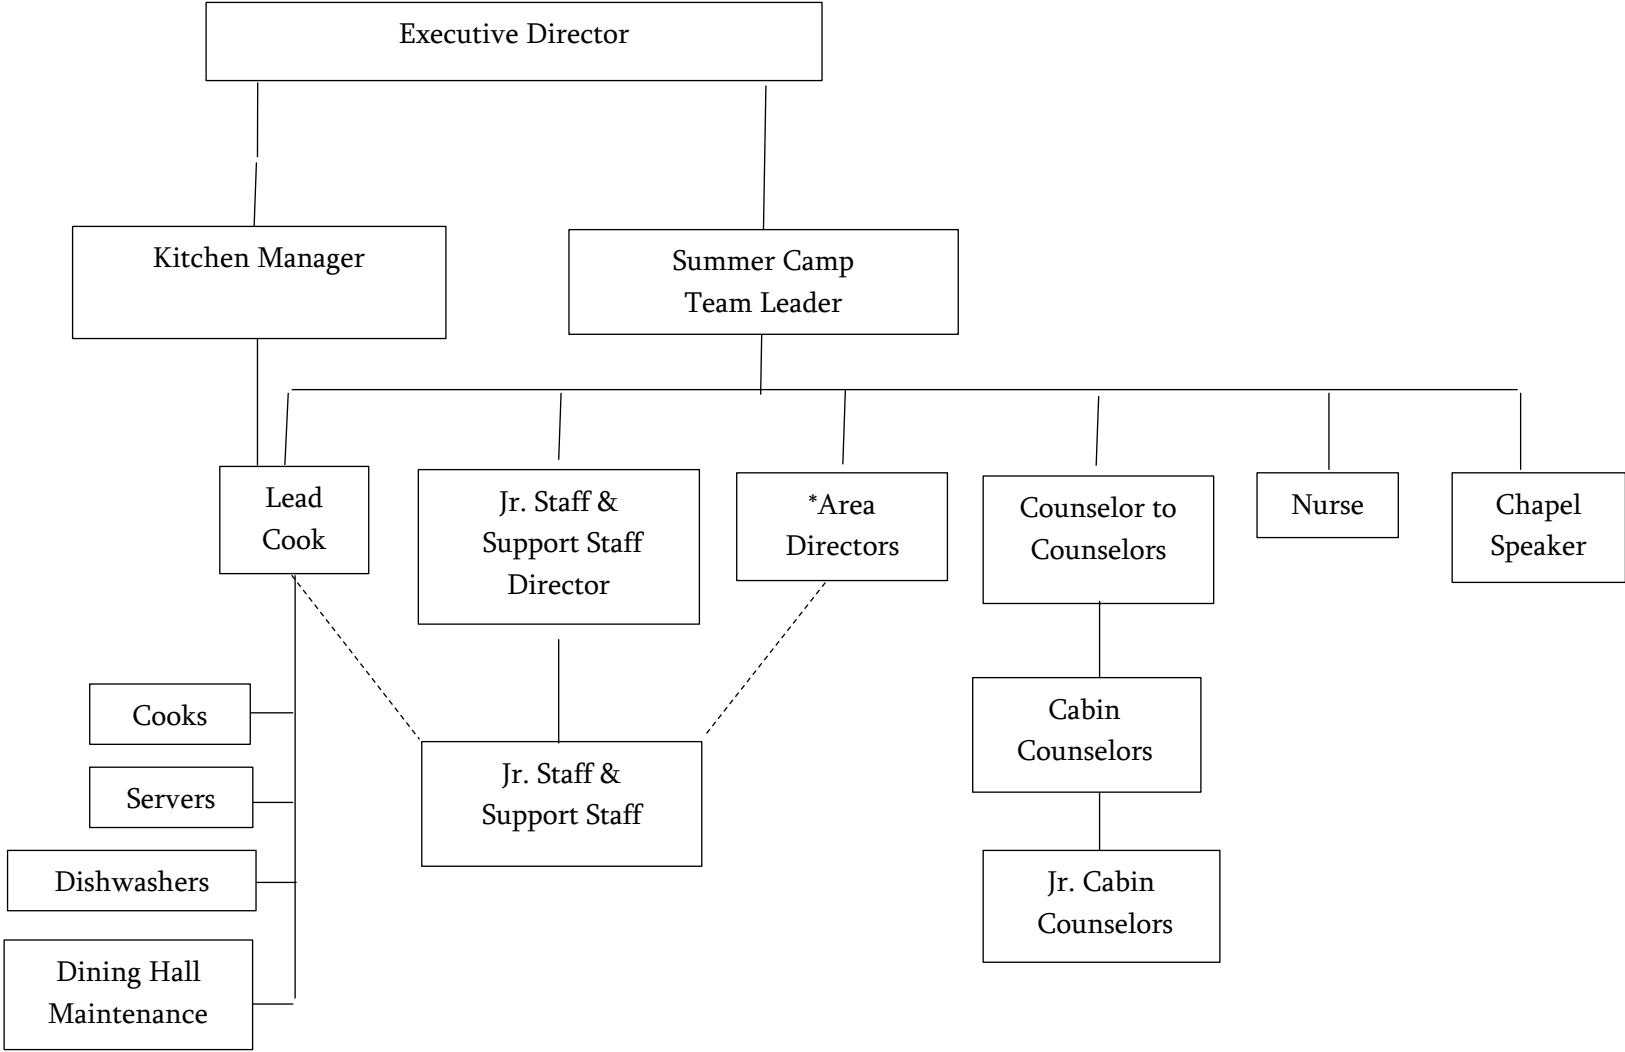 Executive Director
Kitchen Manager
Summer Camp
Team Leader
Lead
Cook
Jr. Staff &
Support Staff
Director
*Area
Directors
Counselor to
Counselors
Nurse
Chapel
Speaker
Cooks
Servers
Dishwashers
Dining Hall
Maintenance
Jr. Staff &
Support Staff
Cabin
Counselors
Jr. Cabin
Counselors